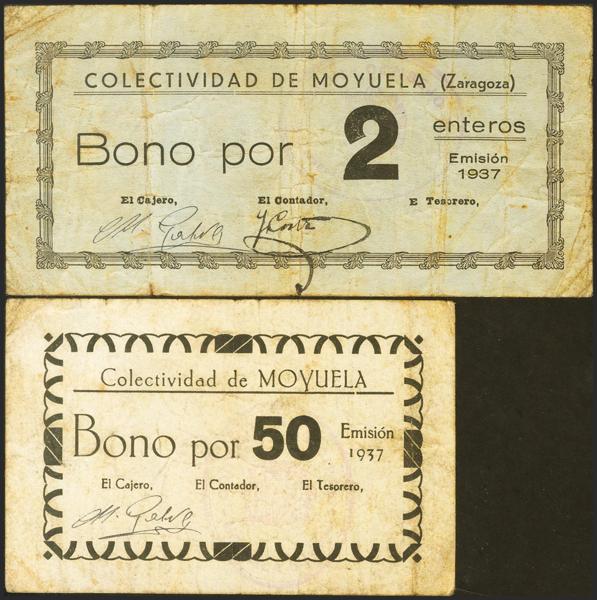 COLECTIVIDAD DE MOYUELA (Zaragoza)
Bono por 2 enteros
Emisión
1937
El Cajero, El Contador, E Tesorero,
Colectividad de MOYUELA
Bono por 50 Emisión
1937
El Cajero, El Contador, El Tesorero,